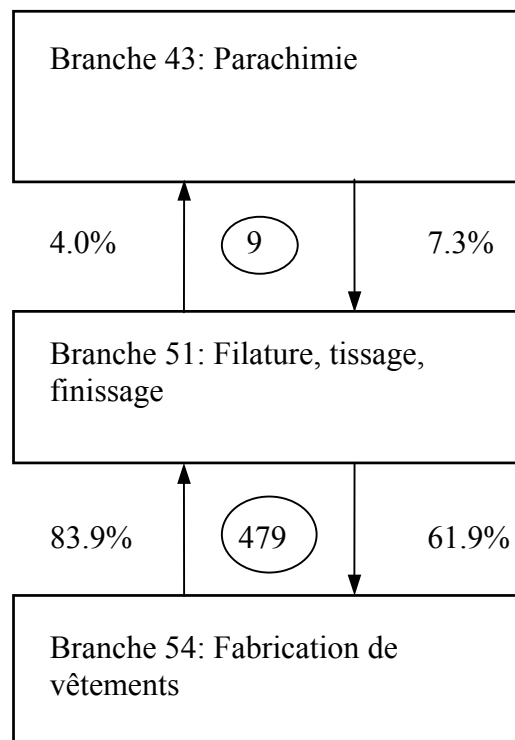 Branche 43: Parachimie
4.0%
9
7.3%
Branche 51: Filature, tissage,
finissage
83.9%
479
61.9%
Branche 54: Fabrication de
vêtements